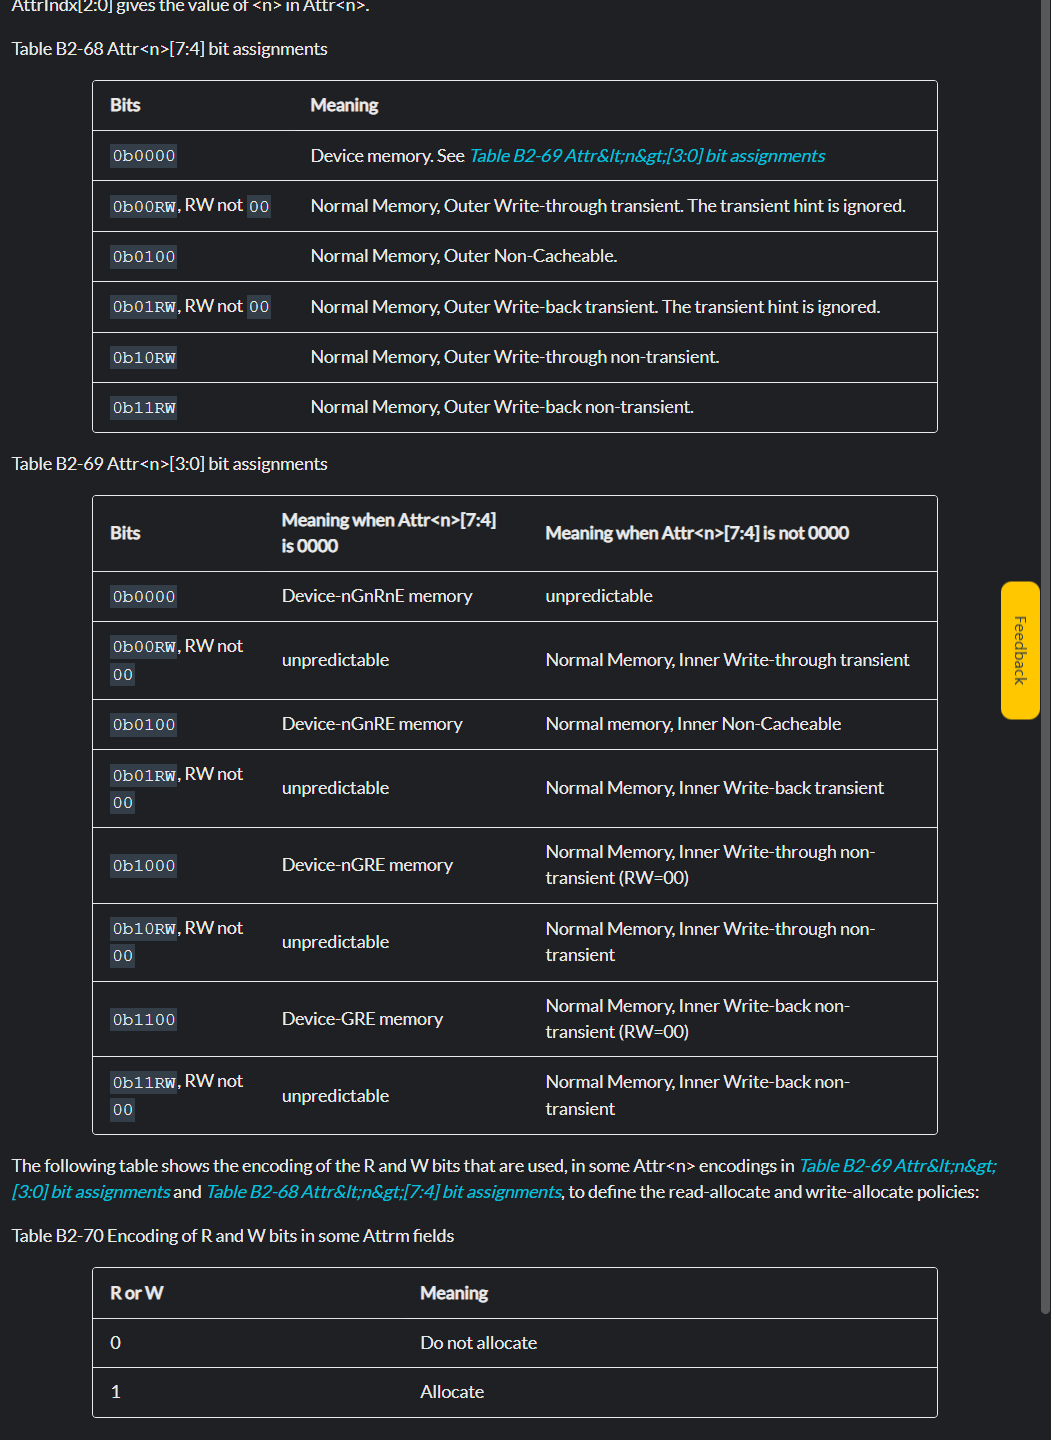 AttrIndx[2:0] gives the value of <n> in Attr<n>.
Table B2-68 Attr<n>[7:4] bit assignments
Bits Meaning
0b0000 Device memory. See Table B2-69 Attr&lt;n&gt;[3:0] bit assignments
0b00RW, RW not 00 Normal Memory, Outer Write-through transient. The transient hint is ignored.
0b0100 Normal Memory, Outer Non-Cacheable.
0b01RW, RW not 00 Normal Memory, Outer Write-back transient. The transient hint is ignored.
0b10RW Normal Memory, Outer Write-through non-transient.
0b11RW Normal Memory, Outer Write-back non-transient.
Table B2-69 Attr<n>[3:0] bit assignments
Bits Meaning when Attr<n>[7:4] Meaning when Attr<n>[7:4] is not 0000
is 0000
0b0000 Device-nGnRnE memory unpredictable
0b00RW, RW not
00 unpredictable Normal Memory, Inner Write-through transient
0b0100 Device-nGnRE memory Normal memory, Inner Non-Cacheable
0b01RW, RW not
00 unpredictable Normal Memory, Inner Write-back transient
0b1000 Device-nGRE memory Normal Memory, Inner Write-through non-
transient (RW=00)
0b10RW, RW not
00 unpredictable Normal Memory, Inner Write-through non-
transient
0b1100 Device-GRE memory Normal Memory, Inner Write-back non-
transient (RW=00)
0b11RW, RW not
00 unpredictable Normal Memory, Inner Write-back non-
transient
The following table shows the encoding of the R and W bits that are used, in some Attr<n> encodings in Table B2-69 Attr&lt;n&gt;
[3:0] bit assignments and Table B2-68 Attr&lt;n&gt;[7:4] bit assignments, to define the read-allocate and write-allocate policies:
Table B2-70 Encoding of R and W bits in some Attrm fields
R or W Meaning
0 Do not allocate
1 Allocate
Feedback